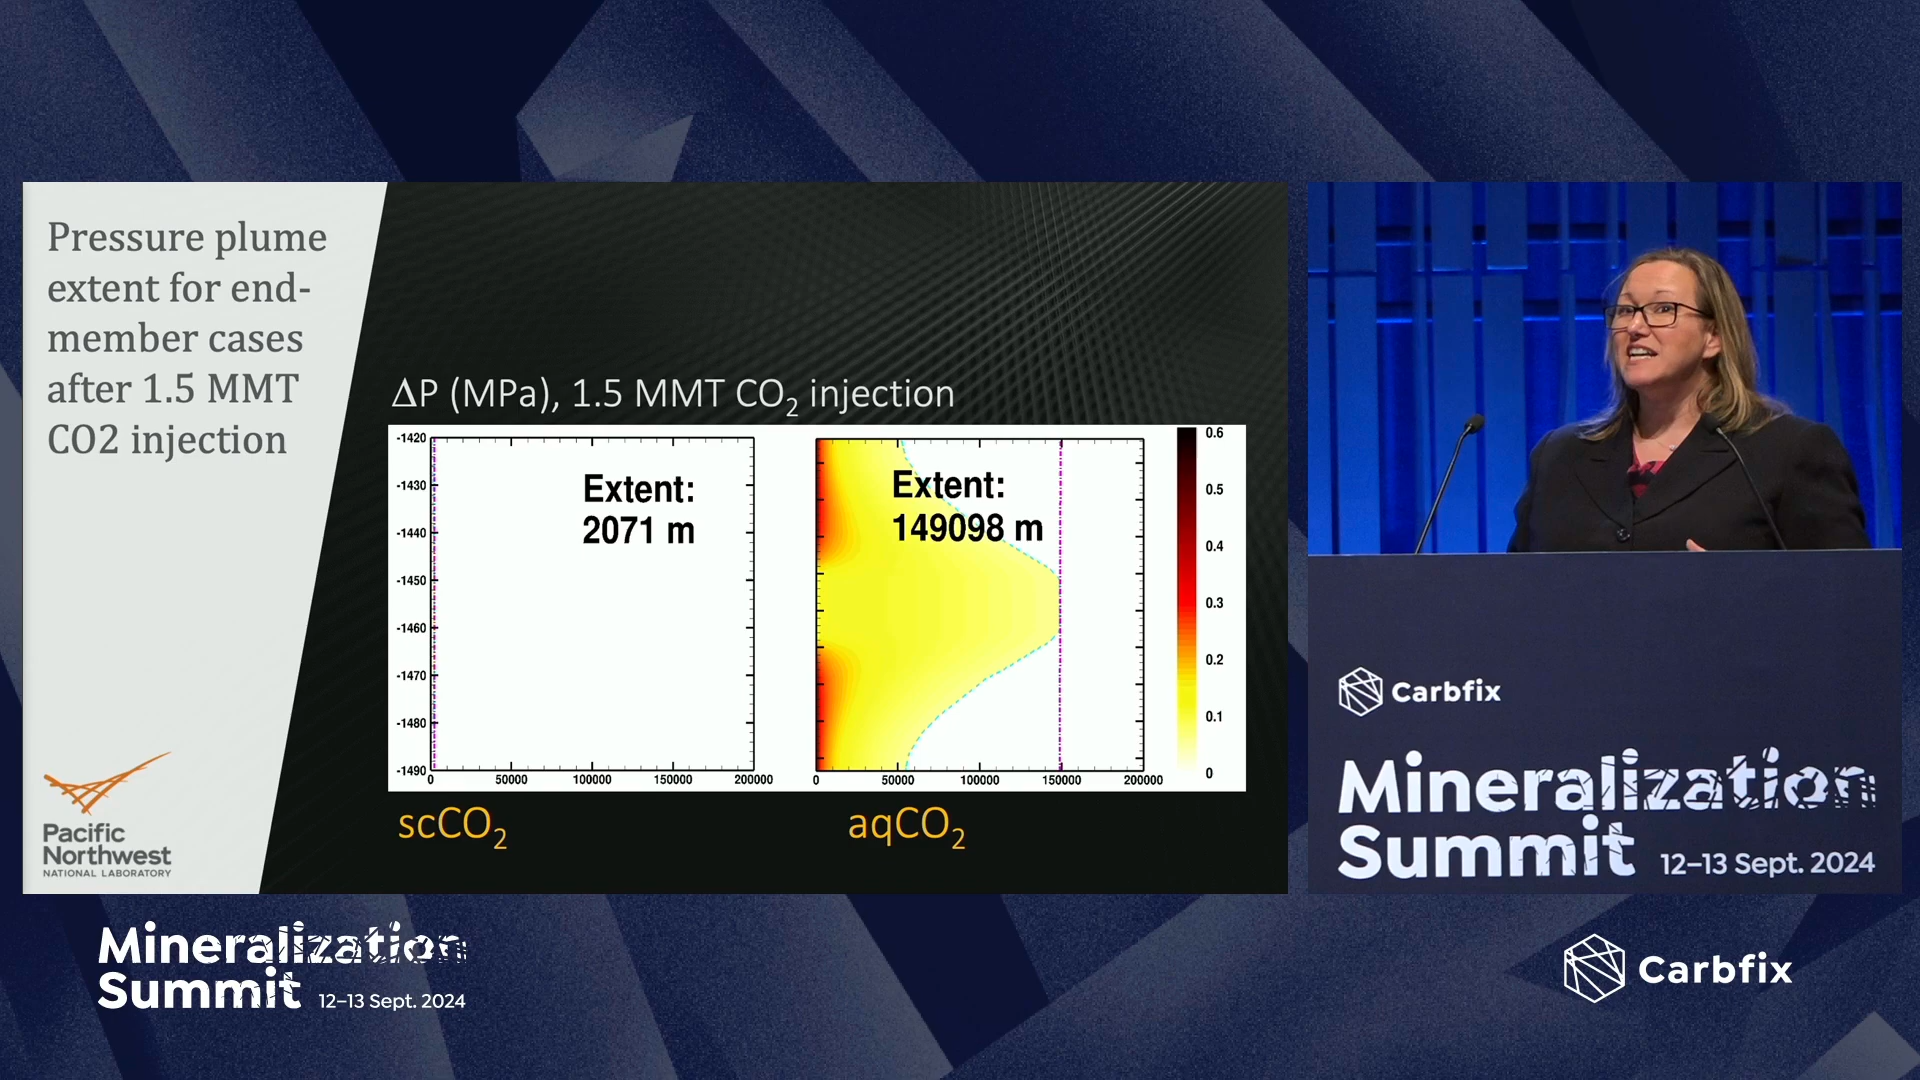 Pressure plume
extent for end-
member cases
after 1.5 MMT
CO2 injection
Pacific
Northwest
NATIONAL LABORATORY
ΔP (MPa), 1.5 MMT CO₂ injection
-1420
-1430
-1440
-1450
-1460
-1470
-1480
-1490
0 50000 100000 150000 200000
Extent:
2071 m
Extent:
149098 m
0 50000 100000 150000 200000
0.6
0.5
0.4
0.3
0.2
0.1
0
scCO₂
aqCO₂
Carbfix
Mineralization
Summit 12–13 Sept. 2024
Mineralization
Summit 12–13 Sept. 2024
Carbfix